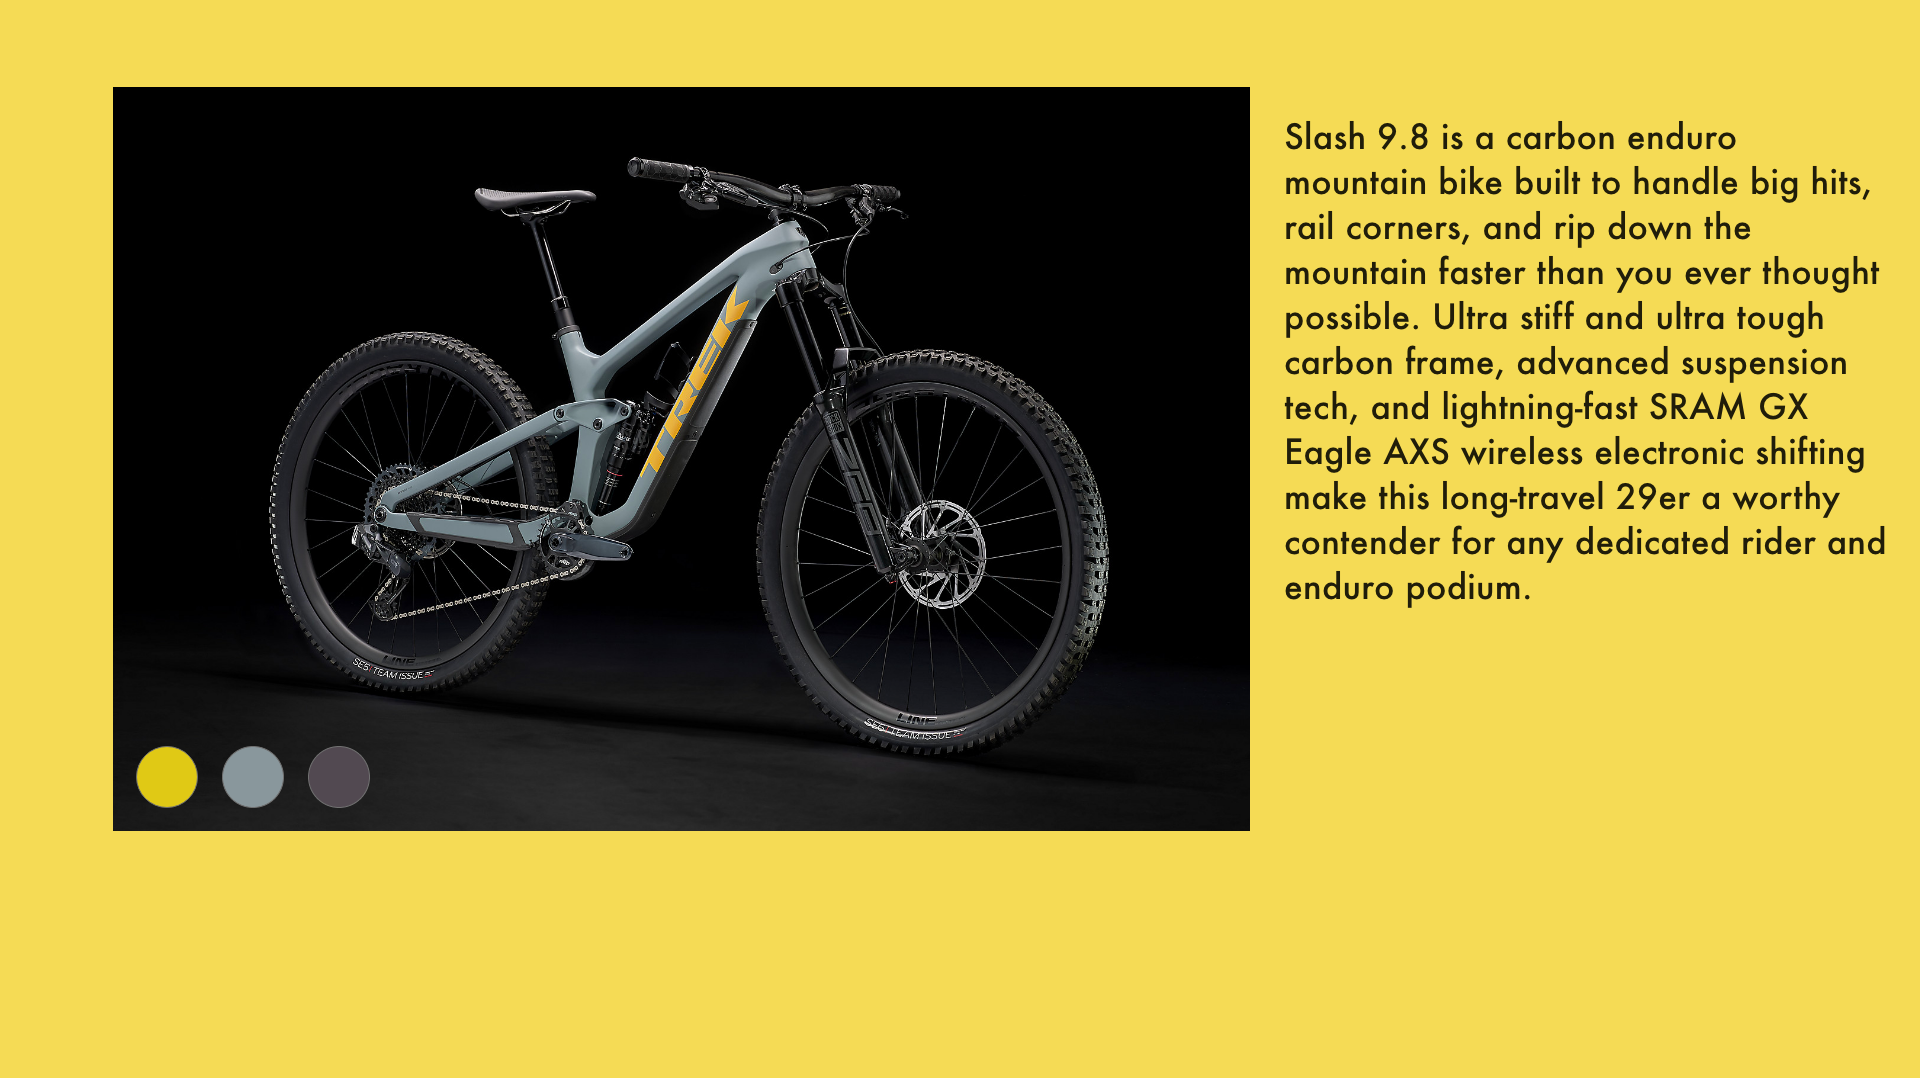 Slash 9.8 is a carbon enduro
mountain bike built to handle big hits,
rail corners, and rip down the
mountain faster than you ever thought
possible. Ultra stiff and ultra tough
carbon frame, advanced suspension
tech, and lightning-fast SRAM GX
Eagle AXS wireless electronic shifting
make this long-travel 29er a worthy
contender for any dedicated rider and
enduro podium.
TREK
LINE
SE5 TEAM ISSUE
LINE
SE5 TEAM ISSUE